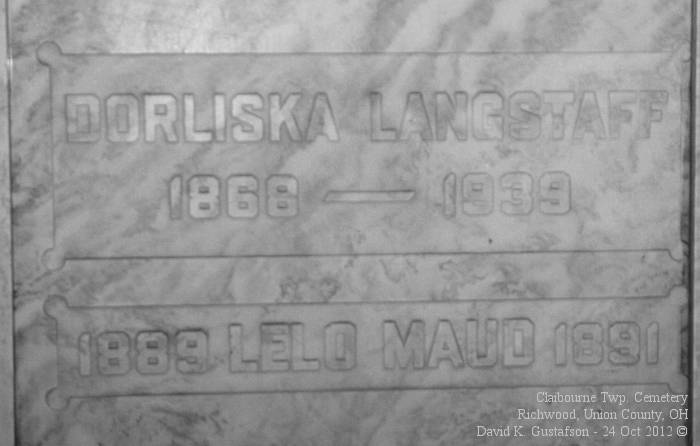 DORLISKA LANGSTAFF
1868 — 1939
1889 LELO MAUD 1891
Claibourne Twp. Cemetery
Richwood, Union County, OH
David K. Gustafson - 24 Oct 2012 ©